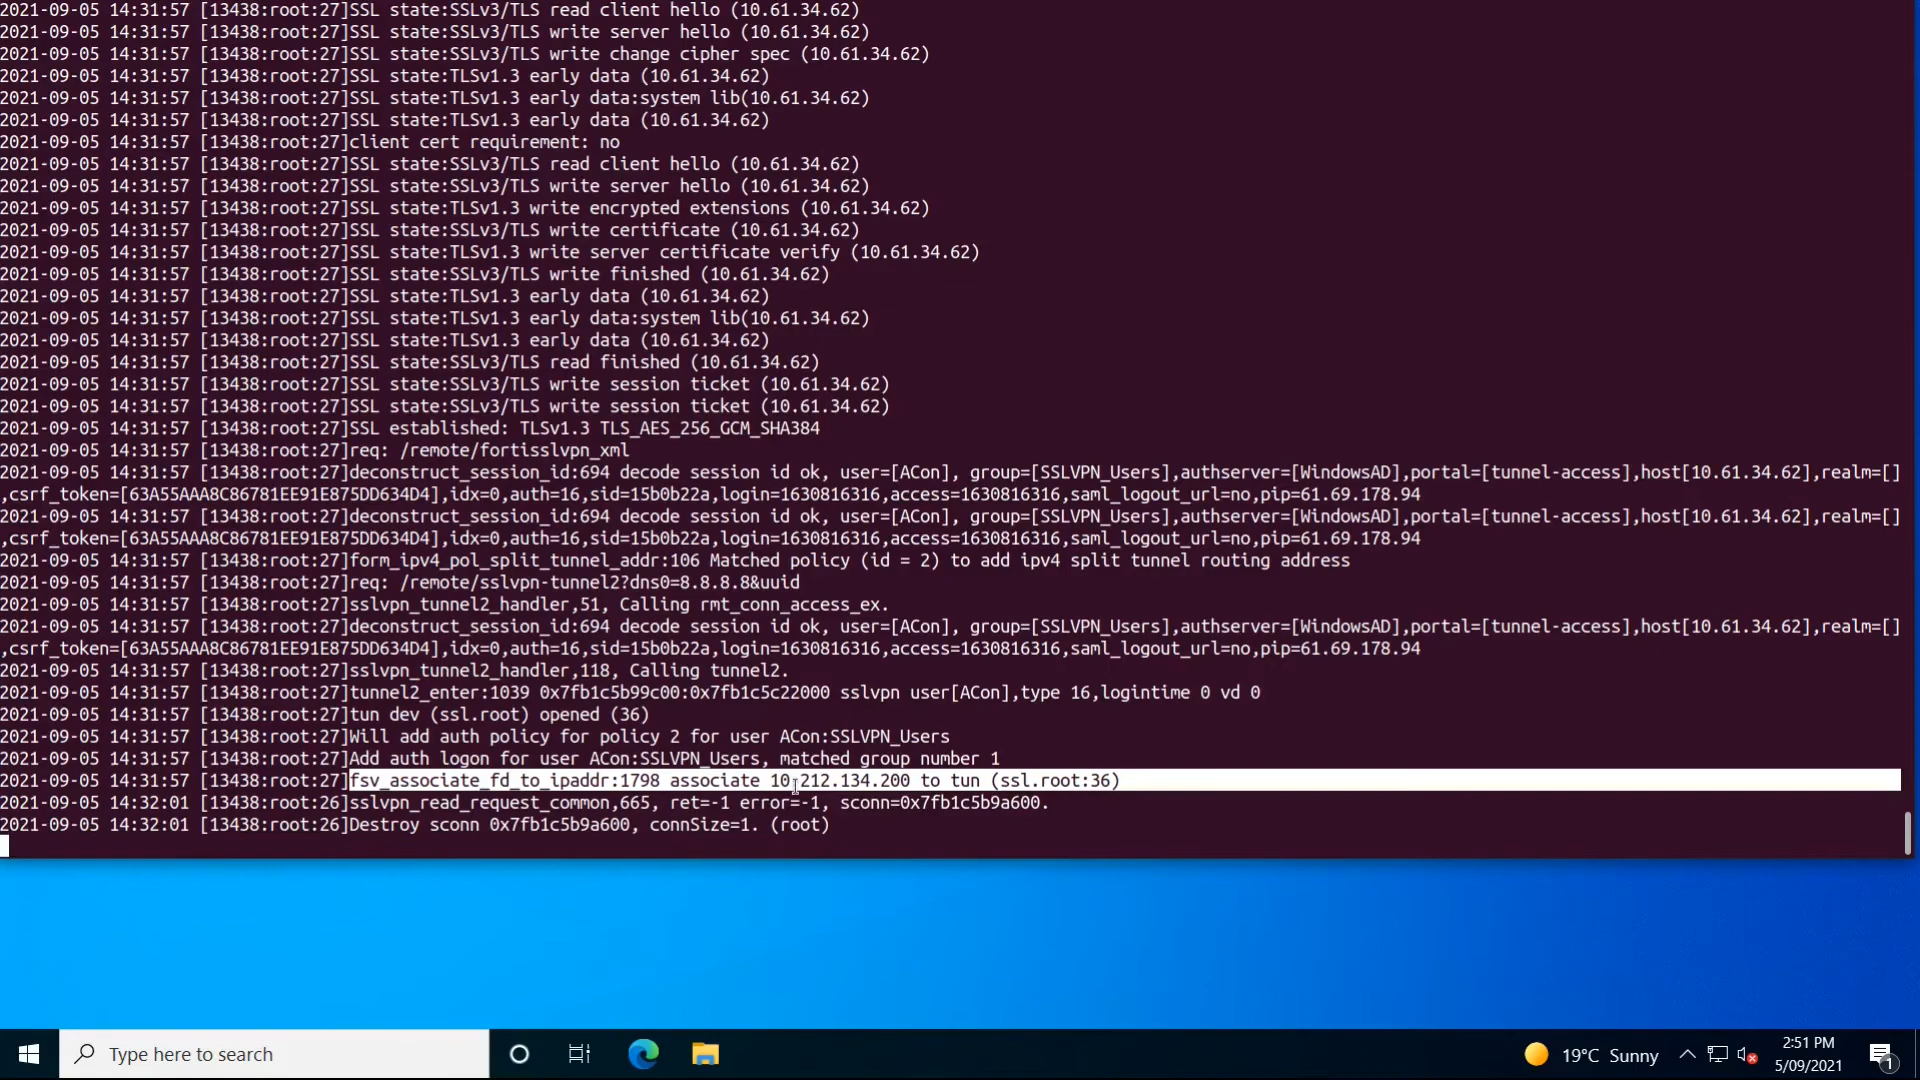 2021-09-05 14:31:57 [13438:root:27]SSL state:SSLv3/TLS read client hello (10.61.34.62)
2021-09-05 14:31:57 [13438:root:27]SSL state:SSLv3/TLS write server hello (10.61.34.62)
2021-09-05 14:31:57 [13438:root:27]SSL state:SSLv3/TLS write change cipher spec (10.61.34.62)
2021-09-05 14:31:57 [13438:root:27]SSL state:TLSv1.3 early data (10.61.34.62)
2021-09-05 14:31:57 [13438:root:27]SSL state:TLSv1.3 early data:system lib(10.61.34.62)
2021-09-05 14:31:57 [13438:root:27]SSL state:TLSv1.3 early data (10.61.34.62)
2021-09-05 14:31:57 [13438:root:27]client cert requirement: no
2021-09-05 14:31:57 [13438:root:27]SSL state:SSLv3/TLS read client hello (10.61.34.62)
2021-09-05 14:31:57 [13438:root:27]SSL state:SSLv3/TLS write server hello (10.61.34.62)
2021-09-05 14:31:57 [13438:root:27]SSL state:TLSv1.3 write encrypted extensions (10.61.34.62)
2021-09-05 14:31:57 [13438:root:27]SSL state:SSLv3/TLS write certificate (10.61.34.62)
2021-09-05 14:31:57 [13438:root:27]SSL state:TLSv1.3 write server certificate verify (10.61.34.62)
2021-09-05 14:31:57 [13438:root:27]SSL state:SSLv3/TLS write finished (10.61.34.62)
2021-09-05 14:31:57 [13438:root:27]SSL state:TLSv1.3 early data (10.61.34.62)
2021-09-05 14:31:57 [13438:root:27]SSL state:TLSv1.3 early data:system lib(10.61.34.62)
2021-09-05 14:31:57 [13438:root:27]SSL state:TLSv1.3 early data (10.61.34.62)
2021-09-05 14:31:57 [13438:root:27]SSL state:SSLv3/TLS read finished (10.61.34.62)
2021-09-05 14:31:57 [13438:root:27]SSL state:SSLv3/TLS write session ticket (10.61.34.62)
2021-09-05 14:31:57 [13438:root:27]SSL state:SSLv3/TLS write session ticket (10.61.34.62)
2021-09-05 14:31:57 [13438:root:27]SSL established: TLSv1.3 TLS_AES_256_GCM_SHA384
2021-09-05 14:31:57 [13438:root:27]req: /remote/fortisslvpn_xml
2021-09-05 14:31:57 [13438:root:27]deconstruct_session_id:694 decode session id ok, user=[ACon], group=[SSLVPN_Users],authserver=[WindowsAD],portal=[tunnel-access],host[10.61.34.62],realm=[]
,csrf_token=[63A55AAA8C86781EE91E875DD634D4],idx=0,auth=16,sid=15b0b22a,login=1630816316,access=1630816316,saml_logout_url=no,pip=61.69.178.94
2021-09-05 14:31:57 [13438:root:27]deconstruct_session_id:694 decode session id ok, user=[ACon], group=[SSLVPN_Users],authserver=[WindowsAD],portal=[tunnel-access],host[10.61.34.62],realm=[]
,csrf_token=[63A55AAA8C86781EE91E875DD634D4],idx=0,auth=16,sid=15b0b22a,login=1630816316,access=1630816316,saml_logout_url=no,pip=61.69.178.94
2021-09-05 14:31:57 [13438:root:27]form_ipv4_pol_split_tunnel_addr:106 Matched policy (id = 2) to add ipv4 split tunnel routing address
2021-09-05 14:31:57 [13438:root:27]req: /remote/sslvpn-tunnel2?dns0=8.8.8.8&uuid
2021-09-05 14:31:57 [13438:root:27]sslvpn_tunnel2_handler,51, Calling rmt_conn_access_ex.
2021-09-05 14:31:57 [13438:root:27]deconstruct_session_id:694 decode session id ok, user=[ACon], group=[SSLVPN_Users],authserver=[WindowsAD],portal=[tunnel-access],host[10.61.34.62],realm=[]
,csrf_token=[63A55AAA8C86781EE91E875DD634D4],idx=0,auth=16,sid=15b0b22a,login=1630816316,access=1630816316,saml_logout_url=no,pip=61.69.178.94
2021-09-05 14:31:57 [13438:root:27]sslvpn_tunnel2_handler,118, Calling tunnel2.
2021-09-05 14:31:57 [13438:root:27]tunnel2_enter:1039 0x7fb1c5b99c00:0x7fb1c5c22000 sslvpn user[ACon],type 16,logintime 0 vd 0
2021-09-05 14:31:57 [13438:root:27]tun dev (ssl.root) opened (36)
2021-09-05 14:31:57 [13438:root:27]Will add auth policy for policy 2 for user ACon:SSLVPN_Users
2021-09-05 14:31:57 [13438:root:27]Add auth logon for user ACon:SSLVPN_Users, matched group number 1
2021-09-05 14:31:57 [13438:root:27]fsv_associate_fd_to_ipaddr:1798 associate 10.212.134.200 to tun (ssl.root:36)
2021-09-05 14:32:01 [13438:root:26]sslvpn_read_request_common,665, ret=-1 error=-1, sconn=0x7fb1c5b9a600.
2021-09-05 14:32:01 [13438:root:26]Destroy sconn 0x7fb1c5b9a600, connSize=1. (root)
Type here to search
19°C Sunny
2:51 PM
5/09/2021
1